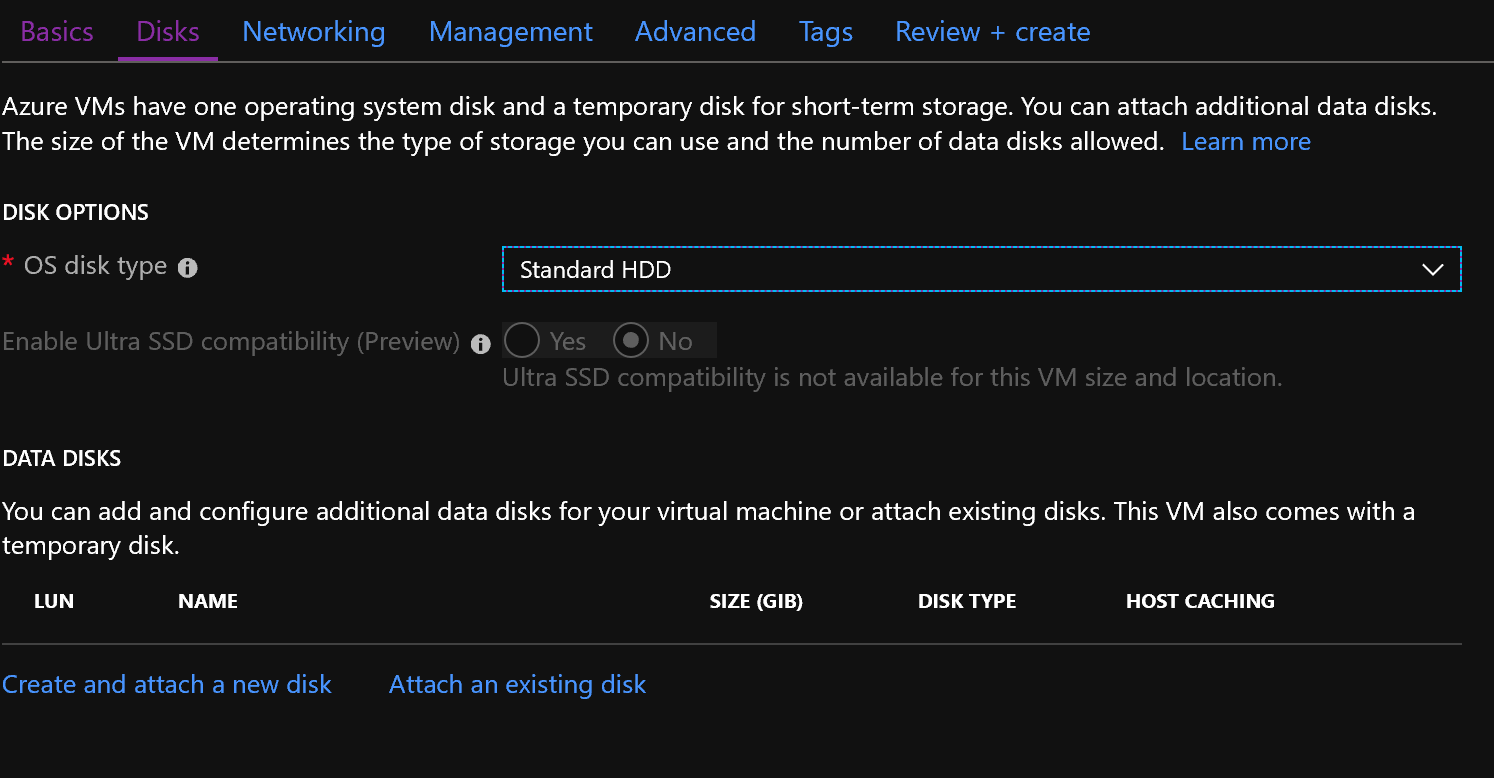 Basics Disks Networking Management Advanced Tags Review + create
Azure VMs have one operating system disk and a temporary disk for short-term storage. You can attach additional data disks.
The size of the VM determines the type of storage you can use and the number of data disks allowed. Learn more
DISK OPTIONS
* OS disk type Standard HDD
Enable Ultra SSD compatibility (Preview) Yes No
Ultra SSD compatibility is not available for this VM size and location.
DATA DISKS
You can add and configure additional data disks for your virtual machine or attach existing disks. This VM also comes with a
temporary disk.
LUN NAME SIZE (GIB) DISK TYPE HOST CACHING
Create and attach a new disk Attach an existing disk